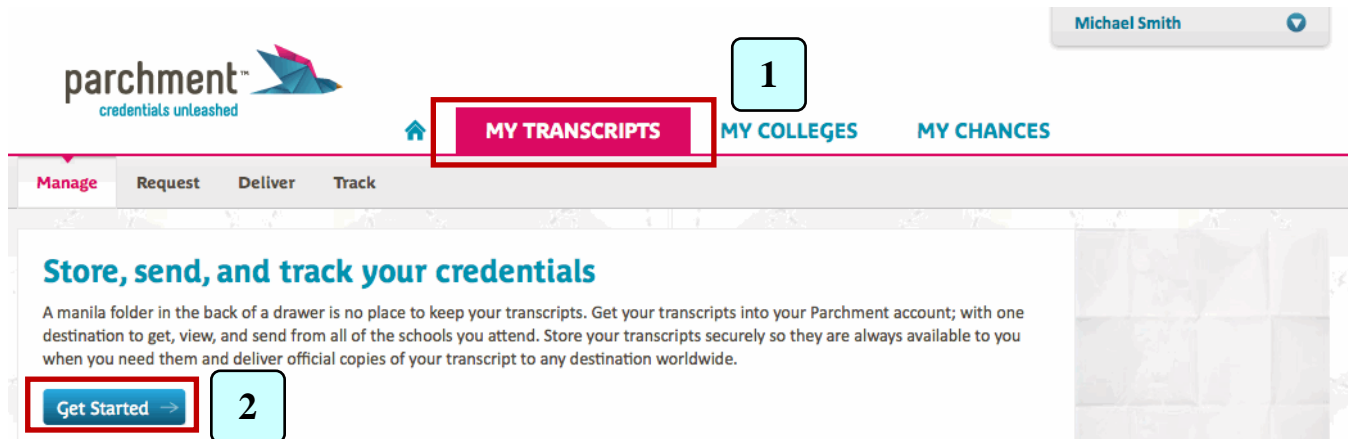 Michael Smith
parchment™
credentials unleashed
1
MY TRANSCRIPTS MY COLLEGES MY CHANCES
Manage Request Deliver Track
Store, send, and track your credentials
A manila folder in the back of a drawer is no place to keep your transcripts. Get your transcripts into your Parchment account; with one
destination to get, view, and send from all of the schools you attend. Store your transcripts securely so they are always available to you
when you need them and deliver official copies of your transcript to any destination worldwide.
Get Started →
2